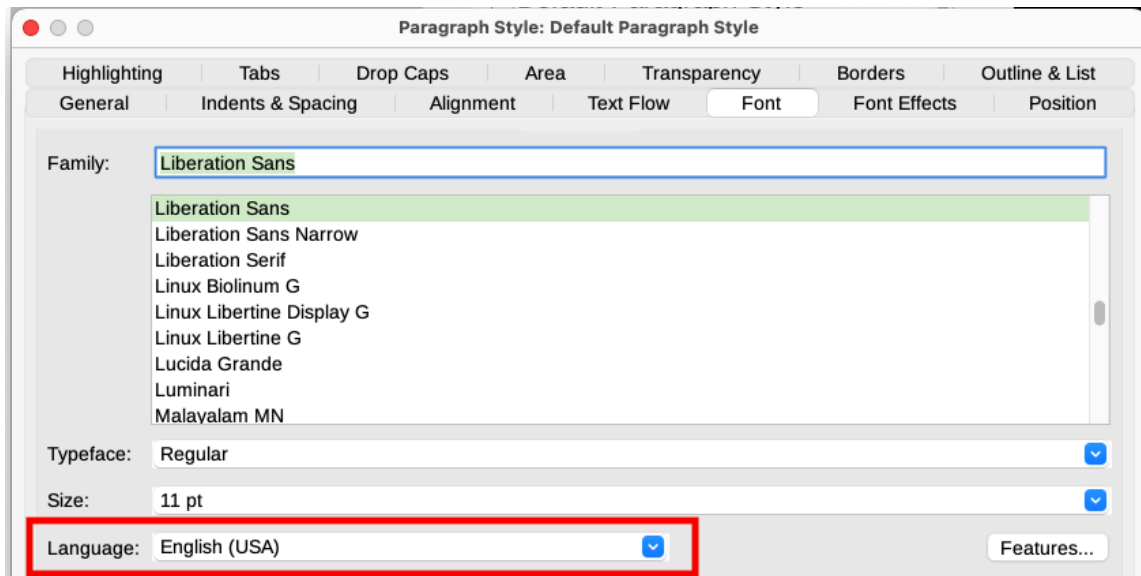 Paragraph Style: Default Paragraph Style
Highlighting Tabs Drop Caps Area Transparency Borders Outline & List
General Indents & Spacing Alignment Text Flow Font Font Effects Position
Family: Liberation Sans
Liberation Sans
Liberation Sans Narrow
Liberation Serif
Linux Biolinum G
Linux Libertine Display G
Linux Libertine G
Lucida Grande
Luminari
Malayalam MN
Typeface: Regular
Size: 11 pt
Language: English (USA) Features...